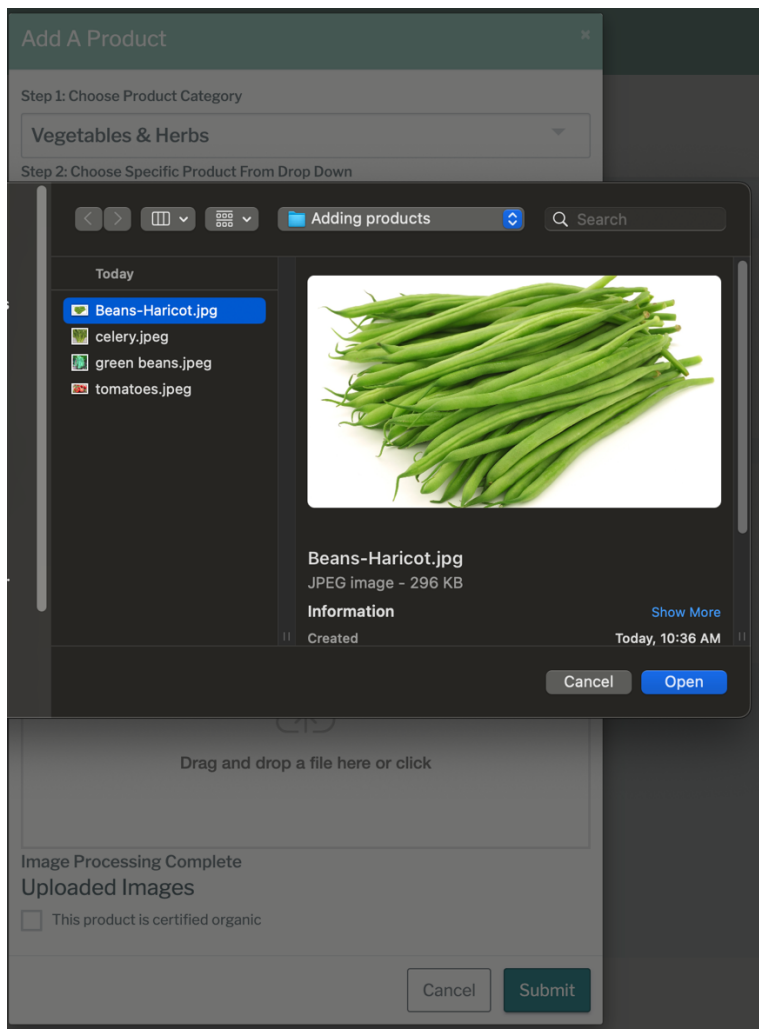 Add A Product
×
Step 1: Choose Product Category
Vegetables & Herbs
Step 2: Choose Specific Product From Drop Down
Adding products
Search
Today
Beans-Haricot.jpg
celery.jpeg
green beans.jpeg
tomatoes.jpeg
Beans-Haricot.jpg
JPEG image - 296 KB
Information Show More
Created Today, 10:36 AM
Cancel Open
Drag and drop a file here or click
Image Processing Complete
Uploaded Images
This product is certified organic
Cancel Submit